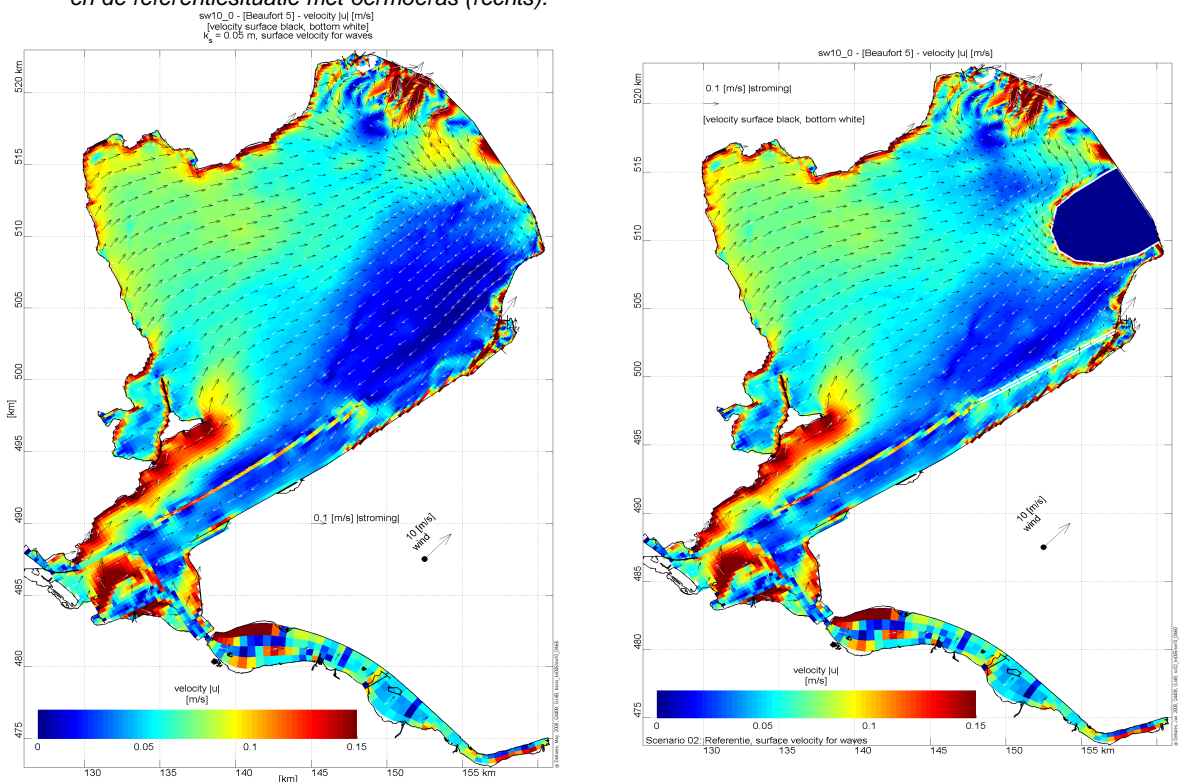 en de referentiesituatie met oermoeras (rechts).
sw10_0 - [Beaufort 5] - velocity |u| [m/s]
[velocity surface black, bottom white]
k_s = 0.05 m, surface velocity for waves
520 km
515
510
505
500
[km]
495
490
485
480
475
0.1 [m/s] |stroming|
10 [m/s]
wind
velocity |u|
[m/s]
0
0.05
0.1
0.15
130
135
140
145
150
155 km
[km]
sw10_0 - [Beaufort 5] - velocity |u| [m/s]
0.1 [m/s] |stroming|
[velocity surface black, bottom white]
520 km
515
510
505
500
495
490
485
480
475
10 [m/s]
wind
velocity |u|
[m/s]
0
0.05
0.1
0.15
Scenario 02: Referentie, surface velocity for waves
130
135
140
145
150
155 km